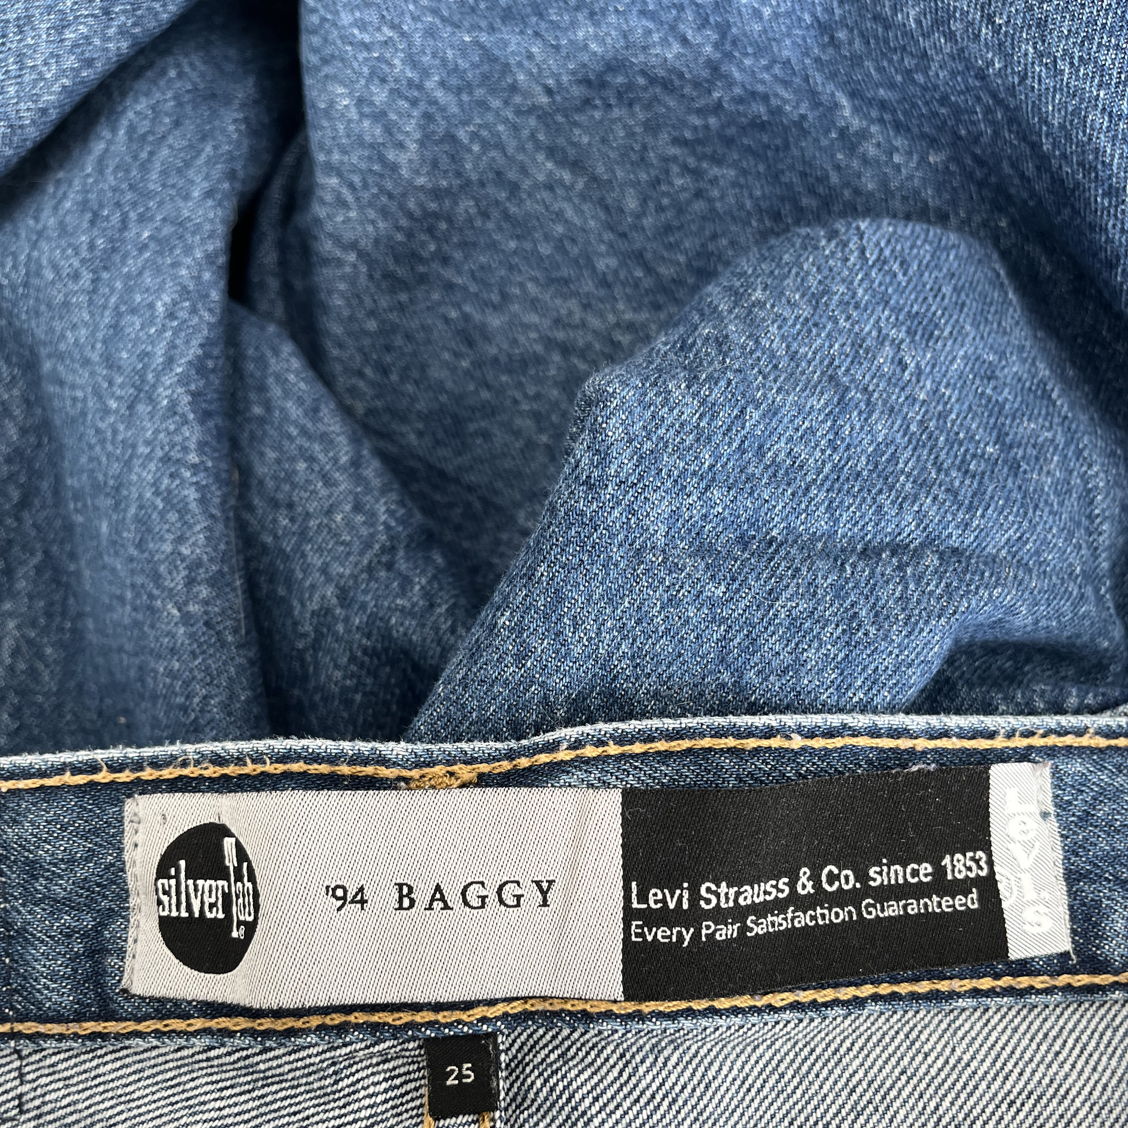 silverTab®
'94 BAGGY
Levi Strauss & Co. since 1853
Every Pair Satisfaction Guaranteed
Levi's
25